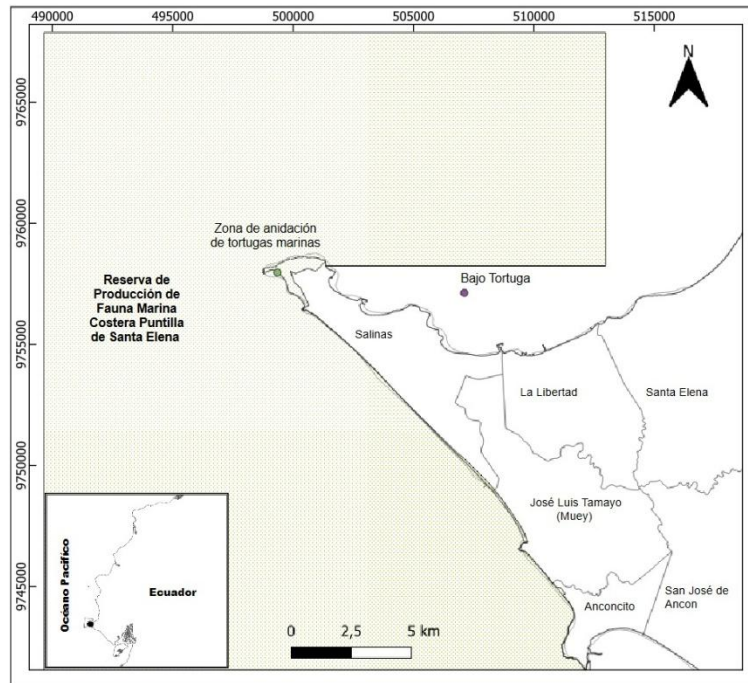 490000
495000
500000
505000
510000
515000
9765000
9760000
9755000
9750000
9745000
N
Zona de anidación
de tortugas marinas
Reserva de
Producción de
Fauna Marina
Costera Puntilla
de Santa Elena
Bajo Tortuga
Salinas
La Libertad
Santa Elena
José Luis Tamayo
(Muey)
Anconcito
San José de
Ancon
Océano Pacífico
Ecuador
0 2,5 5 km